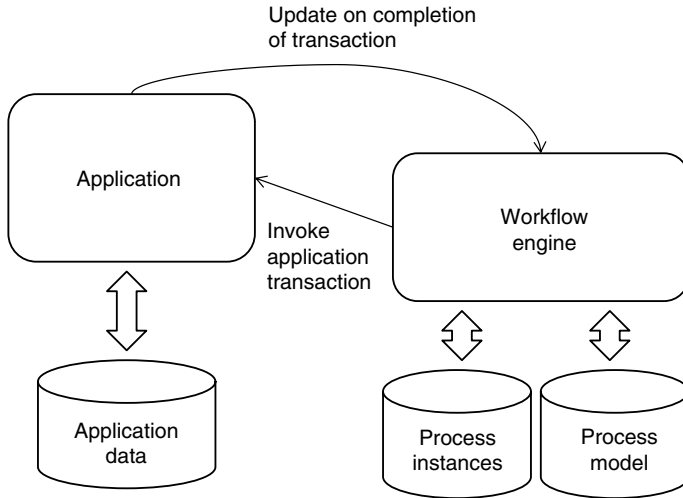 Update on completion
of transaction
Application
Workflow
engine
Invoke
application
transaction
Application
data
Process
instances
Process
model